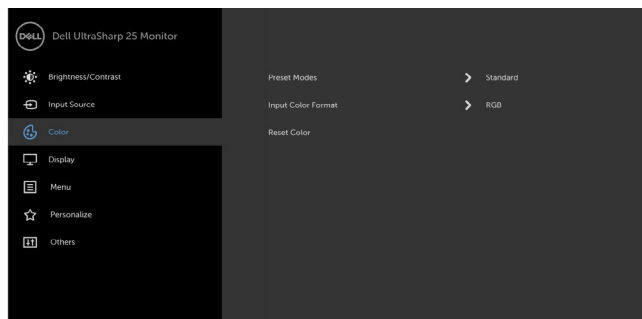 DELL Dell UltraSharp 25 Monitor
Brightness/Contrast
Preset Modes Standard
Input Source
Input Color Format RGB
Color
Reset Color
Display
Menu
Personalize
Others